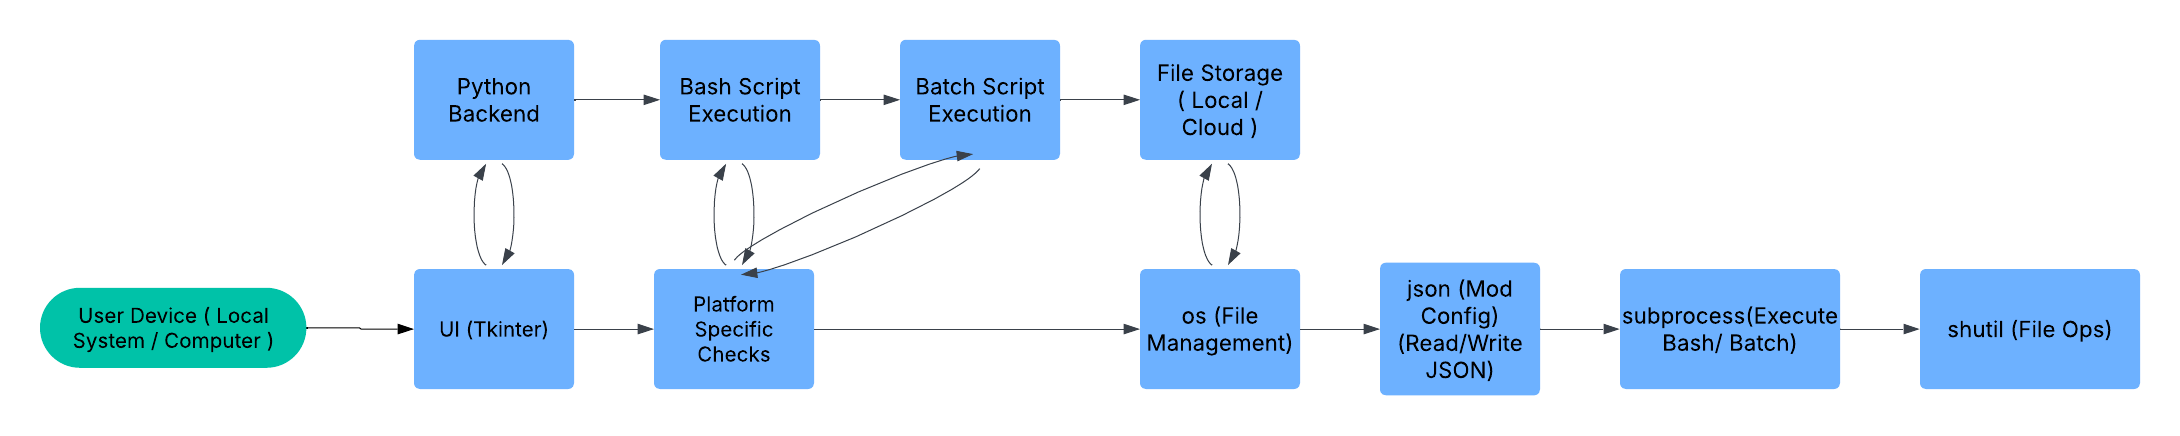 Python
Backend
Bash Script
Execution
Batch Script
Execution
File Storage
( Local /
Cloud )
User Device ( Local
System / Computer )
UI (Tkinter)
Platform
Specific
Checks
os (File
Management)
json (Mod
Config)
(Read/Write
JSON)
subprocess(Execute
Bash/ Batch)
shutil (File Ops)